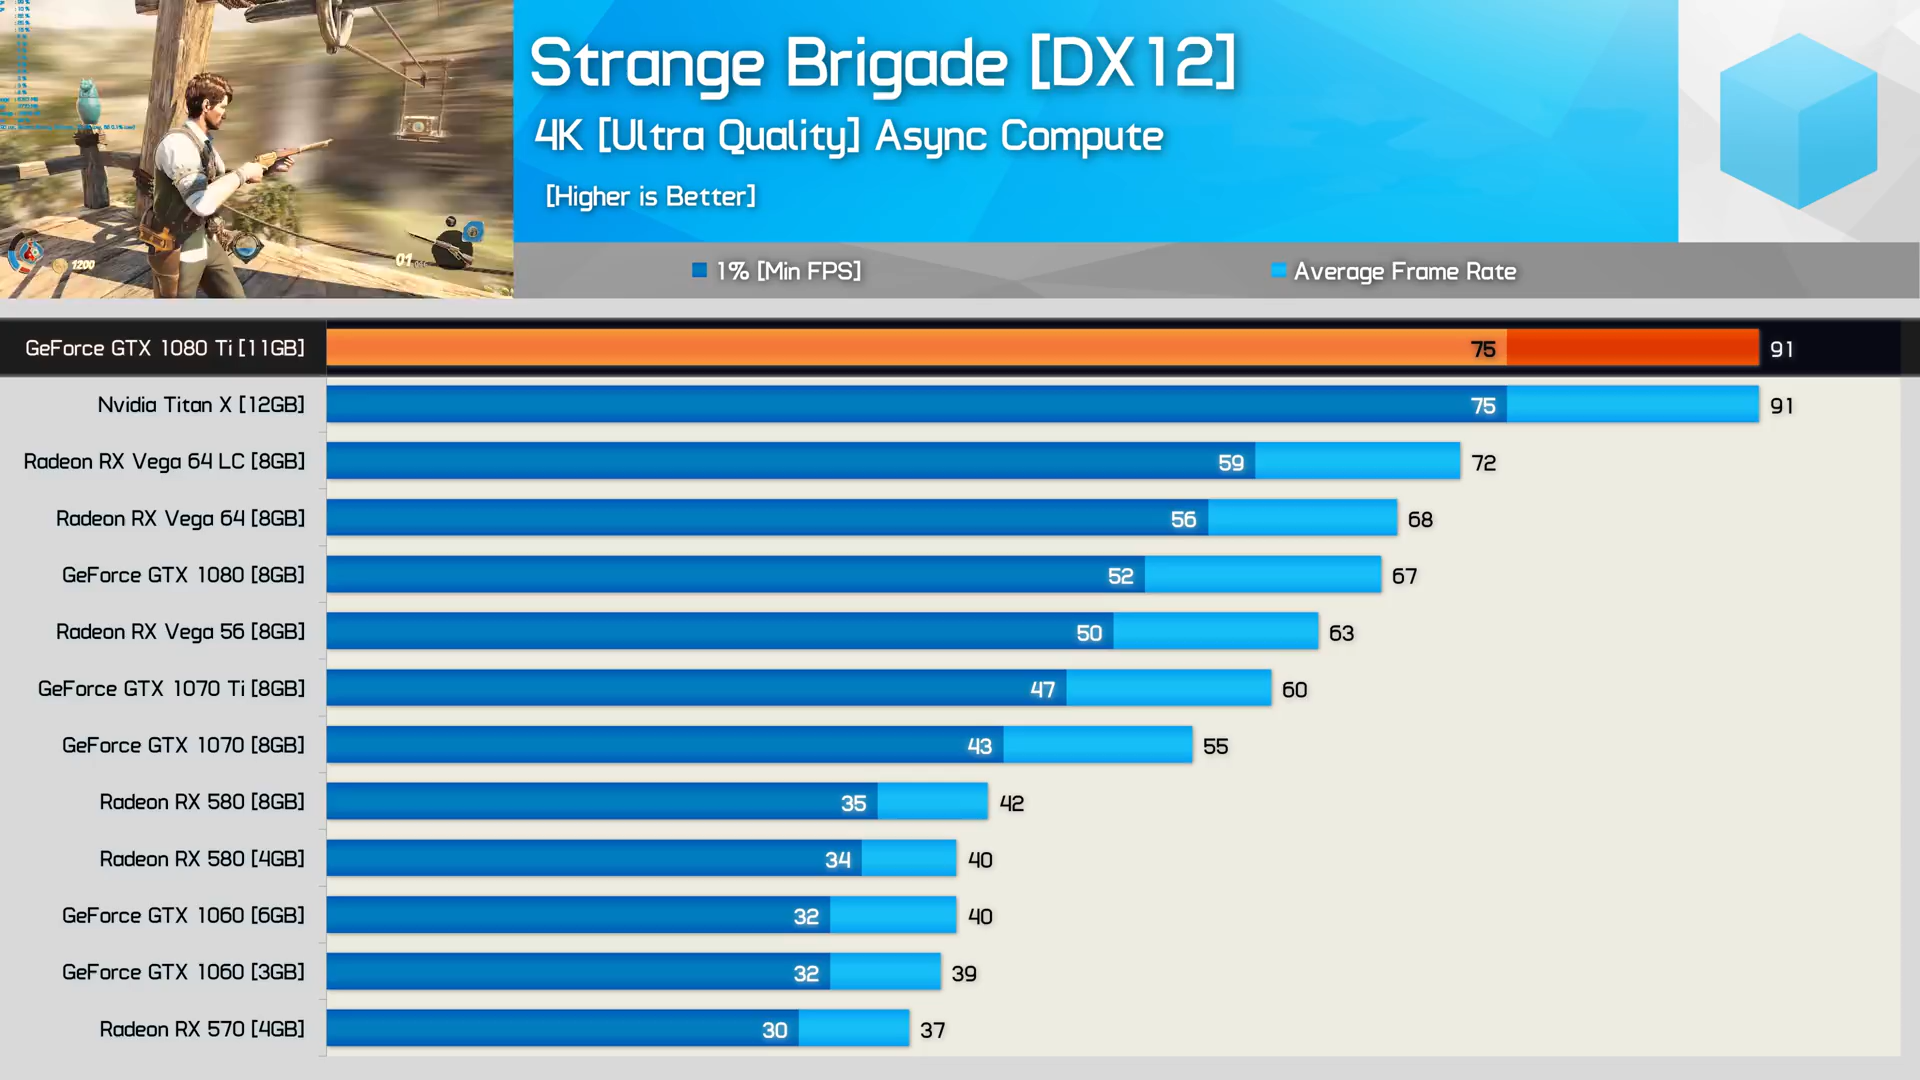 Strange Brigade [DX12]
4K [Ultra Quality] Async Compute
[Higher is Better]
1% [Min FPS]
Average Frame Rate
1200
01
GeForce GTX 1080 Ti [11GB] 75 91
Nvidia Titan X [12GB] 75 91
Radeon RX Vega 64 LC [8GB] 59 72
Radeon RX Vega 64 [8GB] 56 68
GeForce GTX 1080 [8GB] 52 67
Radeon RX Vega 56 [8GB] 50 63
GeForce GTX 1070 Ti [8GB] 47 60
GeForce GTX 1070 [8GB] 43 55
Radeon RX 580 [8GB] 35 42
Radeon RX 580 [4GB] 34 40
GeForce GTX 1060 [6GB] 32 40
GeForce GTX 1060 [3GB] 32 39
Radeon RX 570 [4GB] 30 37